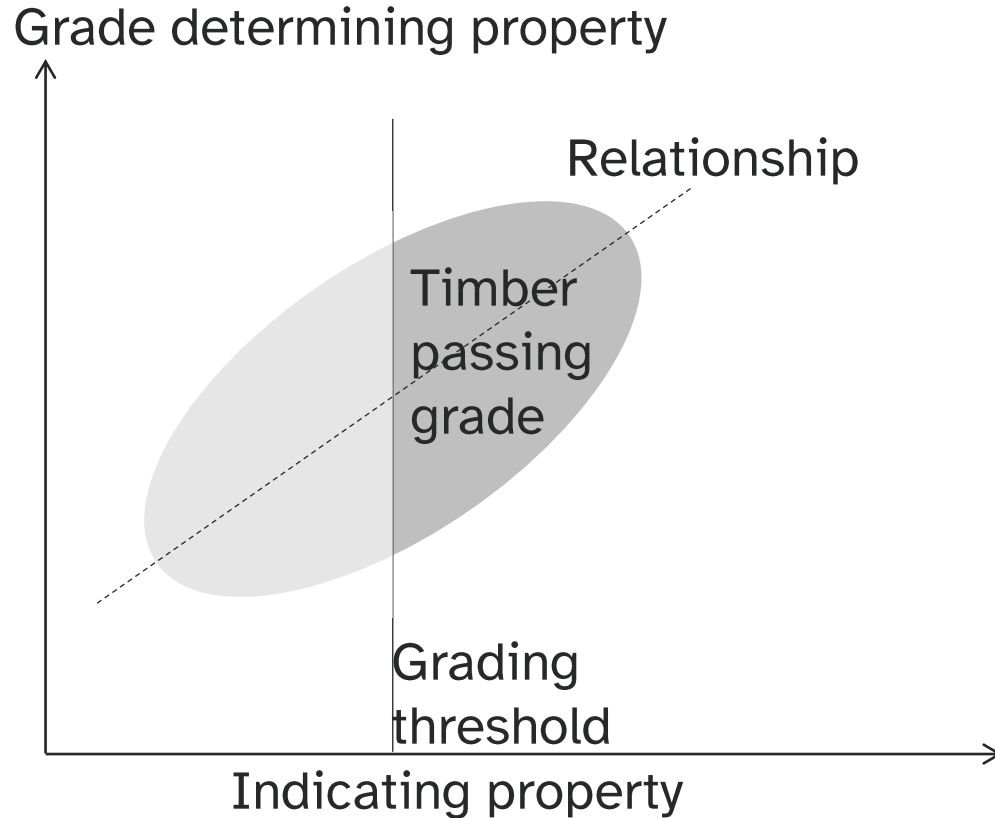 Grade determining property
Relationship
Timber
passing
grade
Grading
threshold
Indicating property